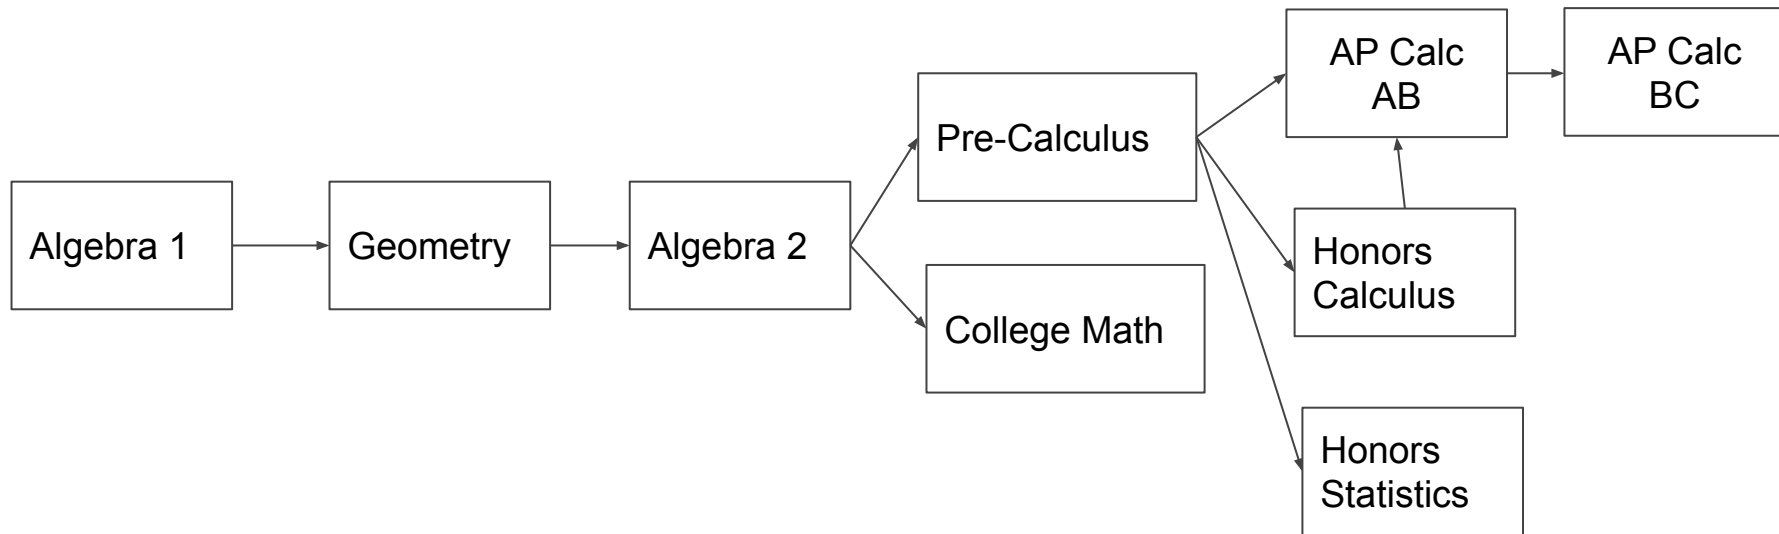 Algebra 1
Geometry
Algebra 2
Pre-Calculus
College Math
AP Calc
AB
AP Calc
BC
Honors
Calculus
Honors
Statistics